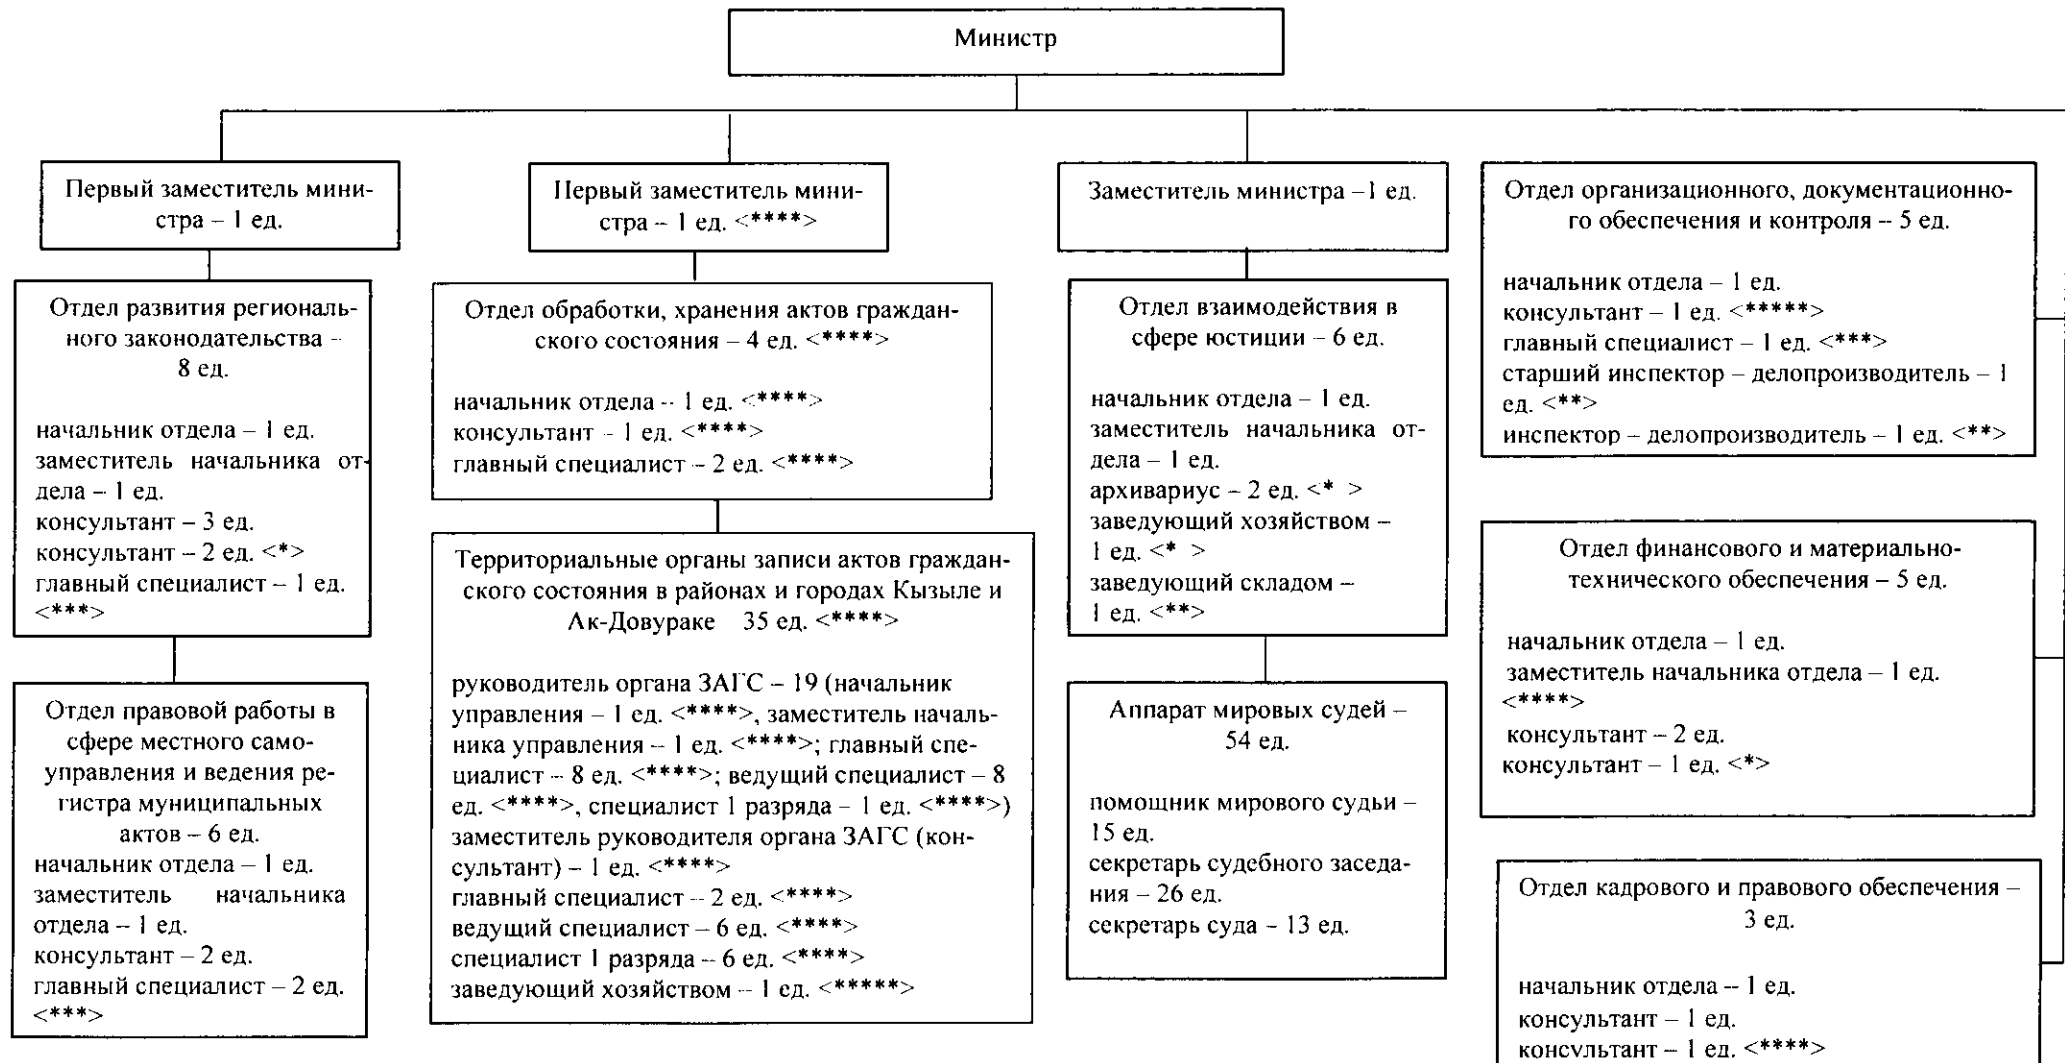 Министр
Первый заместитель мини-
стра – 1 ед.
Отдел развития региональ-
ного законодательства –
8 ед.
начальник отдела – 1 ед.
заместитель начальника от-
дела – 1 ед.
консультант – 3 ед.
консультант – 2 ед. <*>
главный специалист – 1 ед.
<***>
Отдел правовой работы в
сфере местного само-
управления и ведения ре-
гистра муниципальных
актов – 6 ед.
начальник отдела – 1 ед.
заместитель начальника
отдела – 1 ед.
консультант – 2 ед.
главный специалист – 2 ед.
<***>
Первый заместитель мини-
стра – 1 ед. <****>
Отдел обработки, хранения актов граждан-
ского состояния – 4 ед. <****>
начальник отдела – 1 ед. <****>
консультант – 1 ед. <****>
главный специалист – 2 ед. <****>
Территориальные органы записи актов граждан-
ского состояния в районах и городах Кызыле и
Ак-Довураке 35 ед. <****>
руководитель органа ЗАГС – 19 (начальник
управления – 1 ед. <****>, заместитель началь-
ника управления – 1 ед. <****>; главный спе-
циалист – 8 ед. <****>; ведущий специалист – 8
ед. <****>, специалист 1 разряда – 1 ед. <****>)
заместитель руководителя органа ЗАГС (кон-
сультант) – 1 ед. <****>
главный специалист – 2 ед. <****>
ведущий специалист – 6 ед. <****>
специалист 1 разряда – 6 ед. <****>
заведующий хозяйством – 1 ед. <*****>
Заместитель министра – 1 ед.
Отдел взаимодействия в
сфере юстиции – 6 ед.
начальник отдела – 1 ед.
заместитель начальника от-
дела – 1 ед.
архивариус – 2 ед. <* >
заведующий хозяйством –
1 ед. <* >
заведующий складом –
1 ед. <**>
Аппарат мировых судей –
54 ед.
помощник мирового судьи –
15 ед.
секретарь судебного заседа-
ния – 26 ед.
секретарь суда – 13 ед.
Отдел организационного, документационно-
го обеспечения и контроля – 5 ед.
начальник отдела – 1 ед.
консультант – 1 ед. <*****>
главный специалист – 1 ед. <***>
старший инспектор – делопроизводитель – 1
ед. <**>
инспектор – делопроизводитель – 1 ед. <**>
Отдел финансового и материально-
технического обеспечения – 5 ед.
начальник отдела – 1 ед.
заместитель начальника отдела – 1 ед.
<****>
консультант – 2 ед.
консультант – 1 ед. <*>
Отдел кадрового и правового обеспечения –
3 ед.
начальник отдела – 1 ед.
консультант – 1 ед.
консультант – 1 ед. <****>